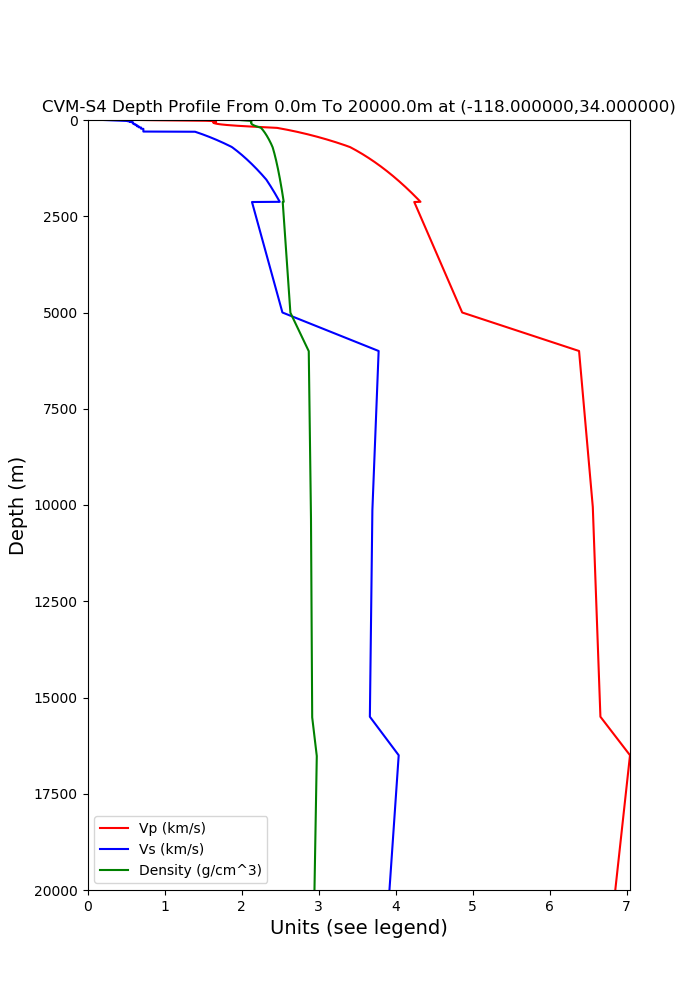 CVM-S4 Depth Profile From 0.0m To 20000.0m at (-118.000000,34.000000)
0
2500
5000
7500
10000
12500
15000
17500
20000
Depth (m)
Vp (km/s)
Vs (km/s)
Density (g/cm^3)
0 1 2 3 4 5 6 7
Units (see legend)